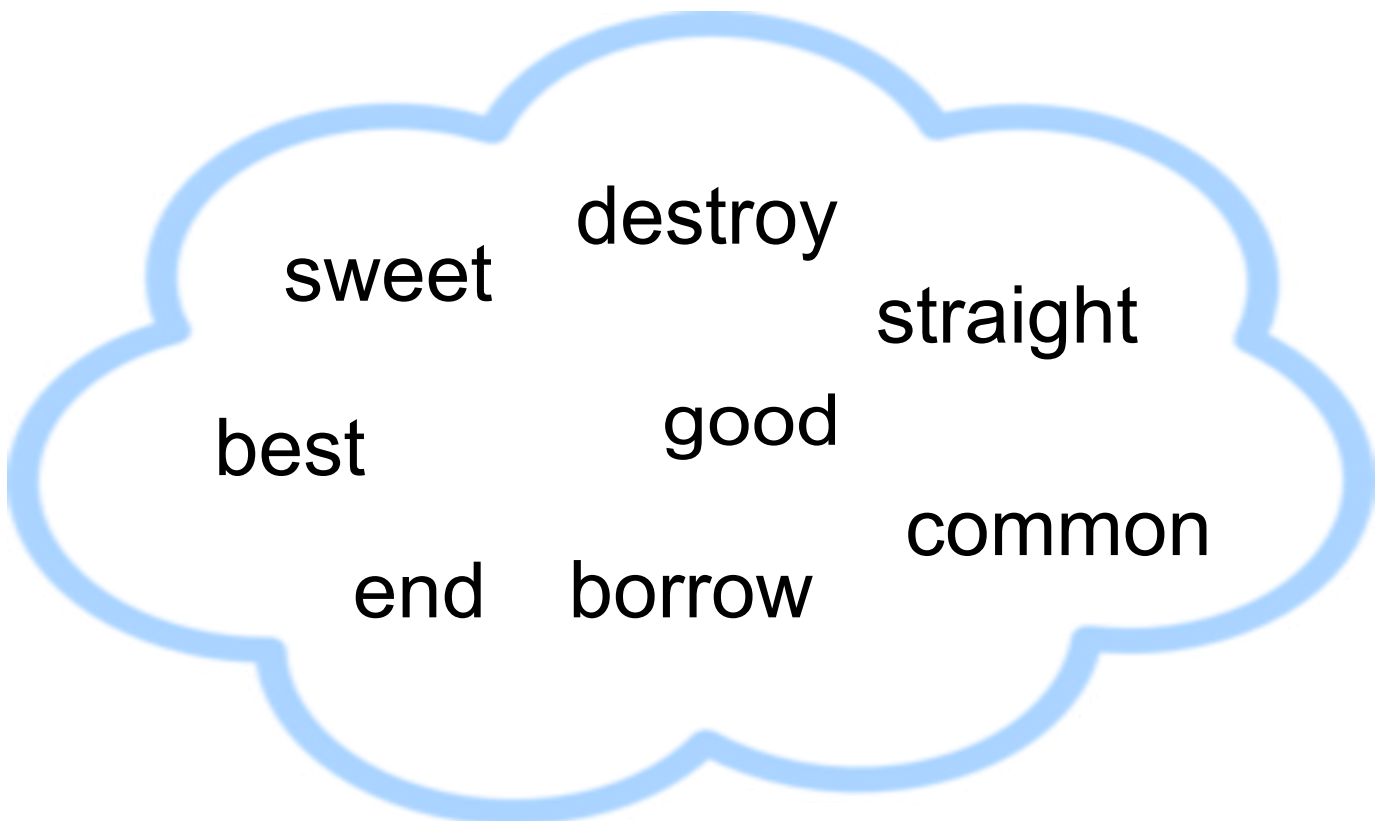 destroy
sweet
straight
good
best
common
end borrow